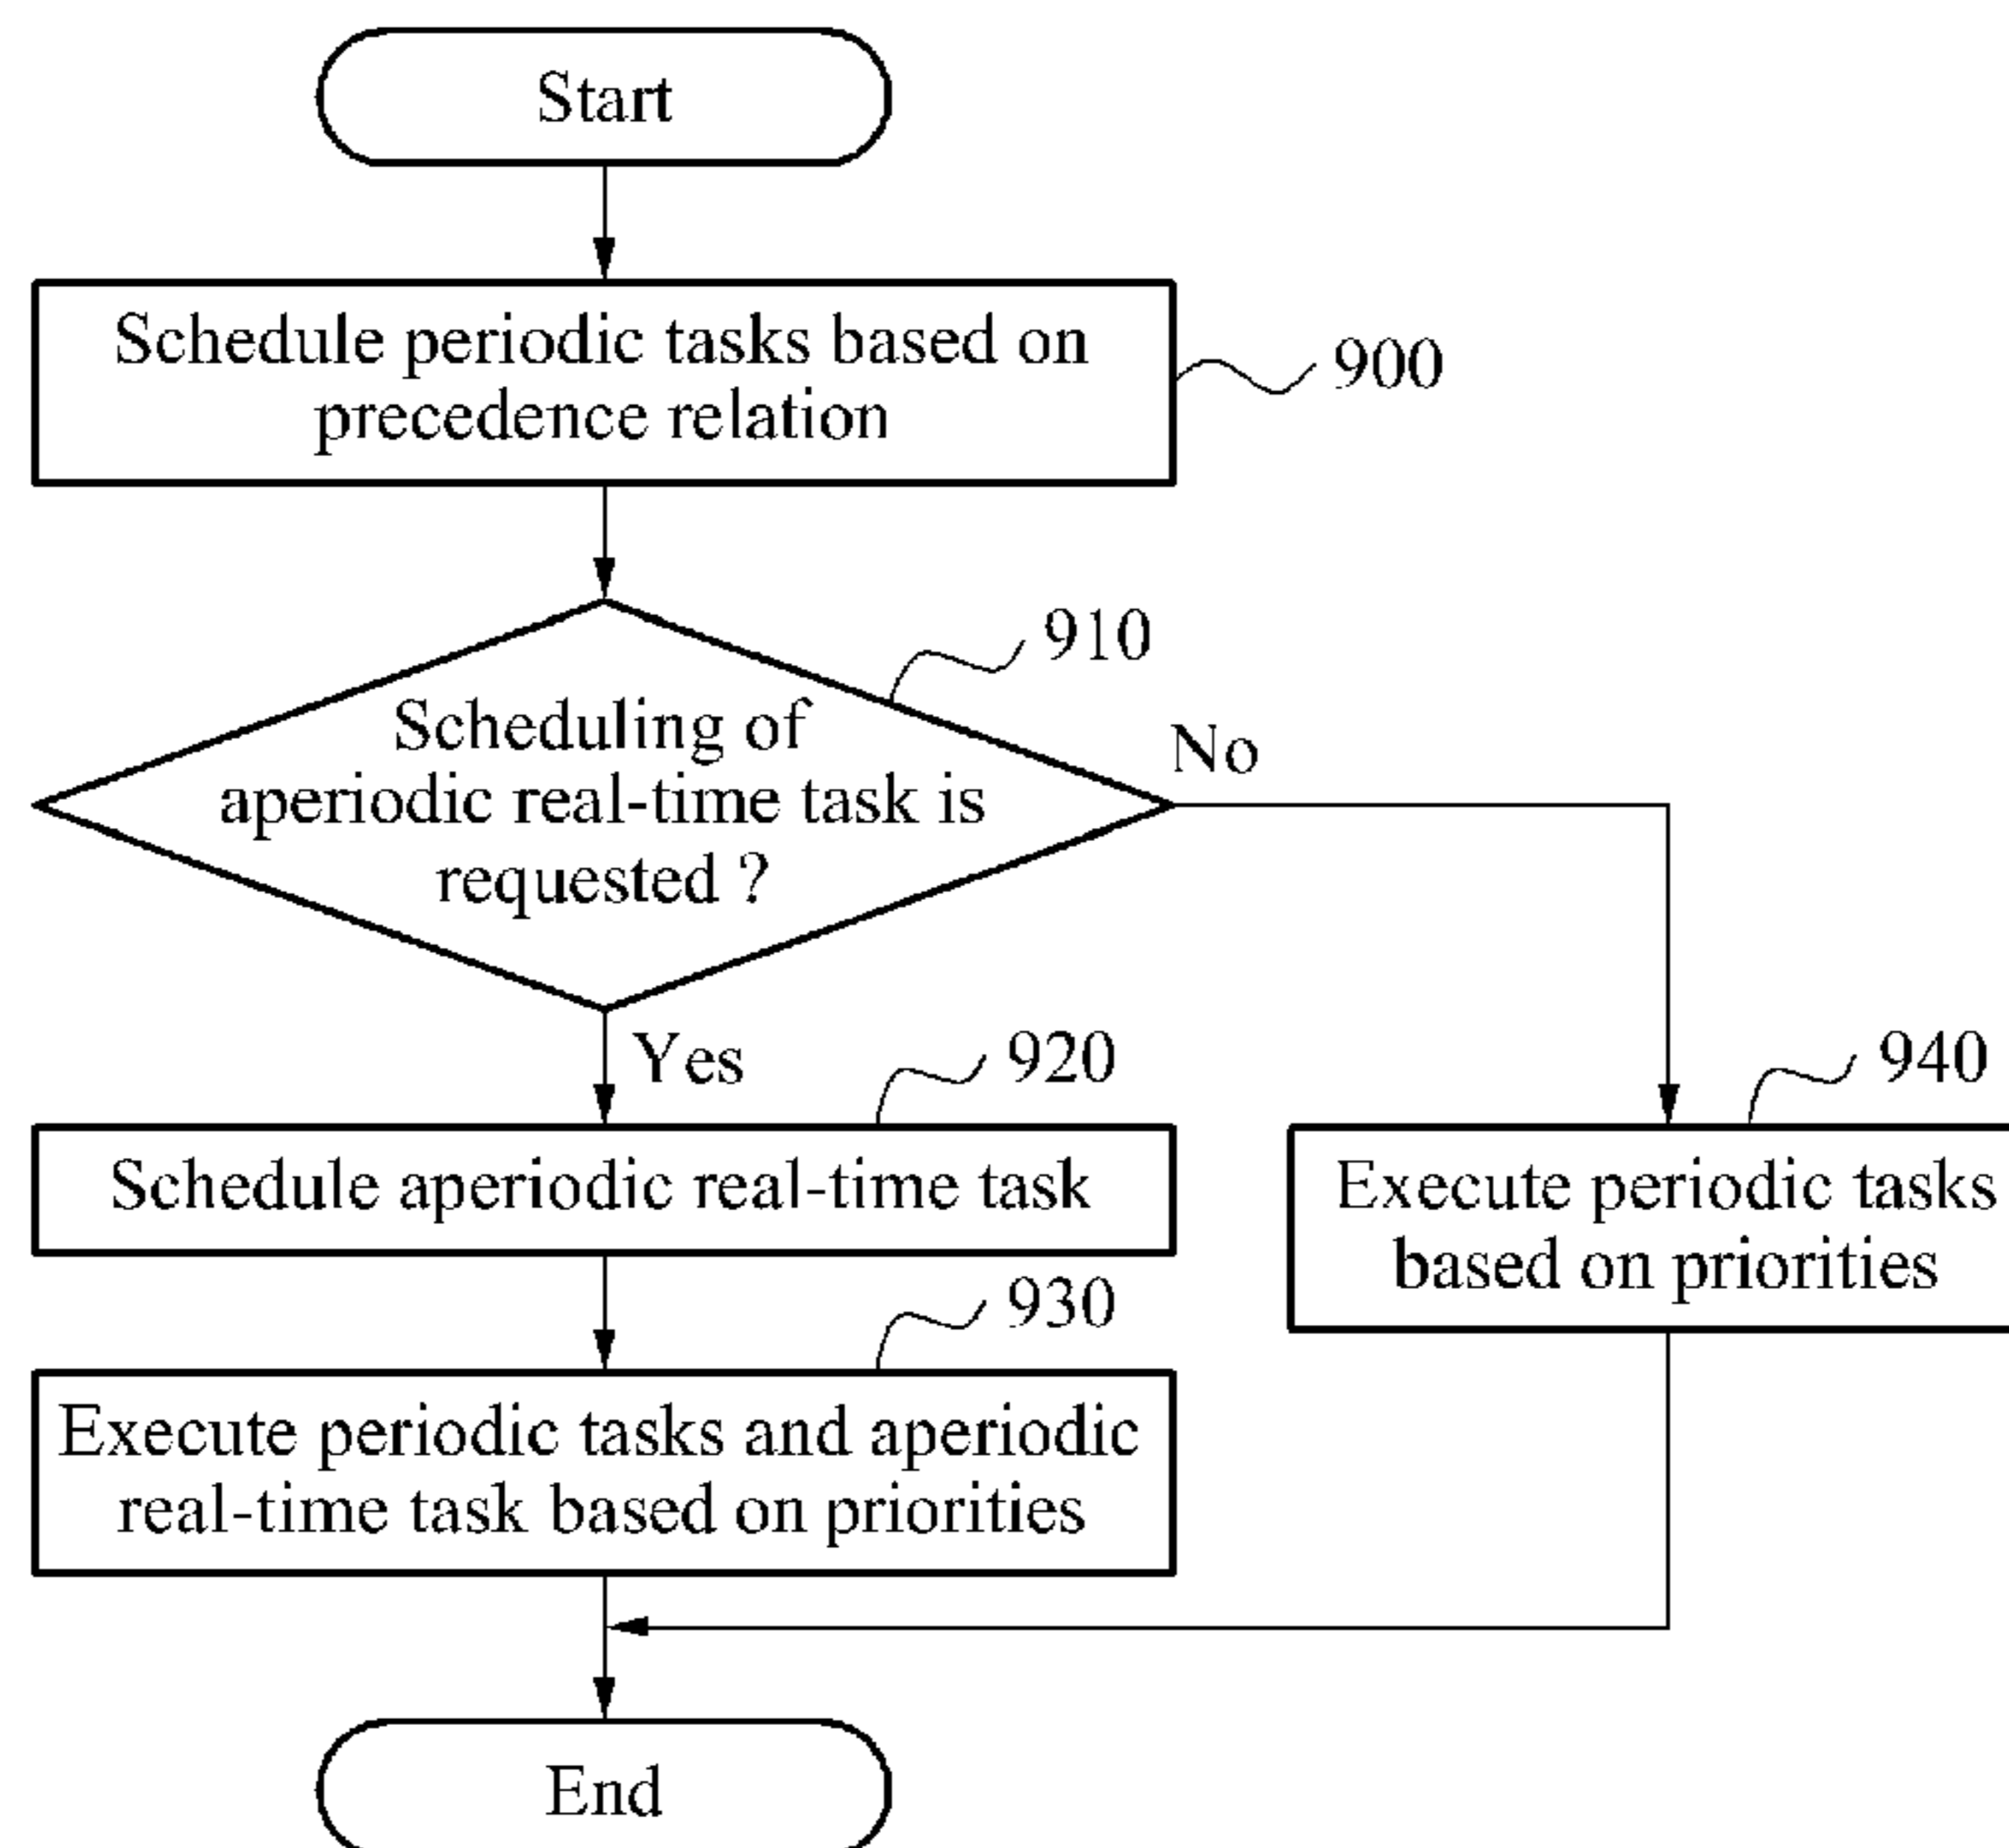 Start
Schedule periodic tasks based on
precedence relation
900
910
Scheduling of
aperiodic real-time task is
requested ?
No
Yes
920
940
Schedule aperiodic real-time task
Execute periodic tasks
based on priorities
930
Execute periodic tasks and aperiodic
real-time task based on priorities
End